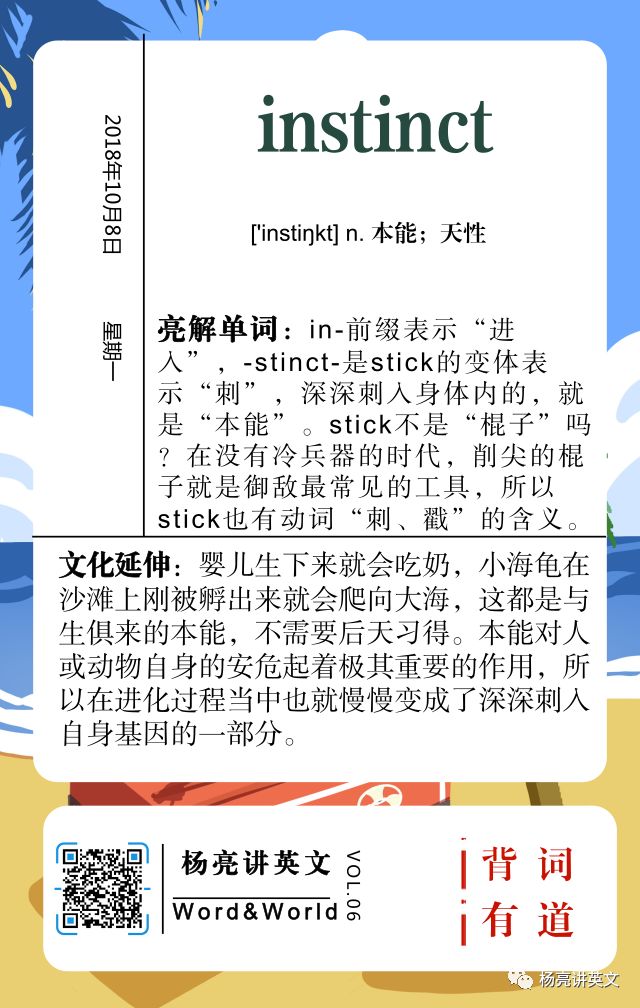 instinct
2018年10月8日
星期一
['instiŋkt] n. 本能；天性
亮解单词：in-前缀表示“进
入”，-stinct-是stick的变体表
示“刺”，深深刺入身体内的，就
是“本能”。stick不是“棍子”吗
？在没有冷兵器的时代，削尖的棍
子就是御敌最常见的工具，所以
stick也有动词“刺、戳”的含义。
文化延伸：婴儿生下来就会吃奶，小海龟在
沙滩上刚被孵出来就会爬向大海，这都是与
生俱来的本能，不需要后天习得。本能对人
或动物自身的安危起着极其重要的作用，所
以在进化过程当中也就慢慢变成了深深刺入
自身基因的一部分。
杨亮讲英文
Word&World
VOL.06
背词
有道
杨亮讲英文